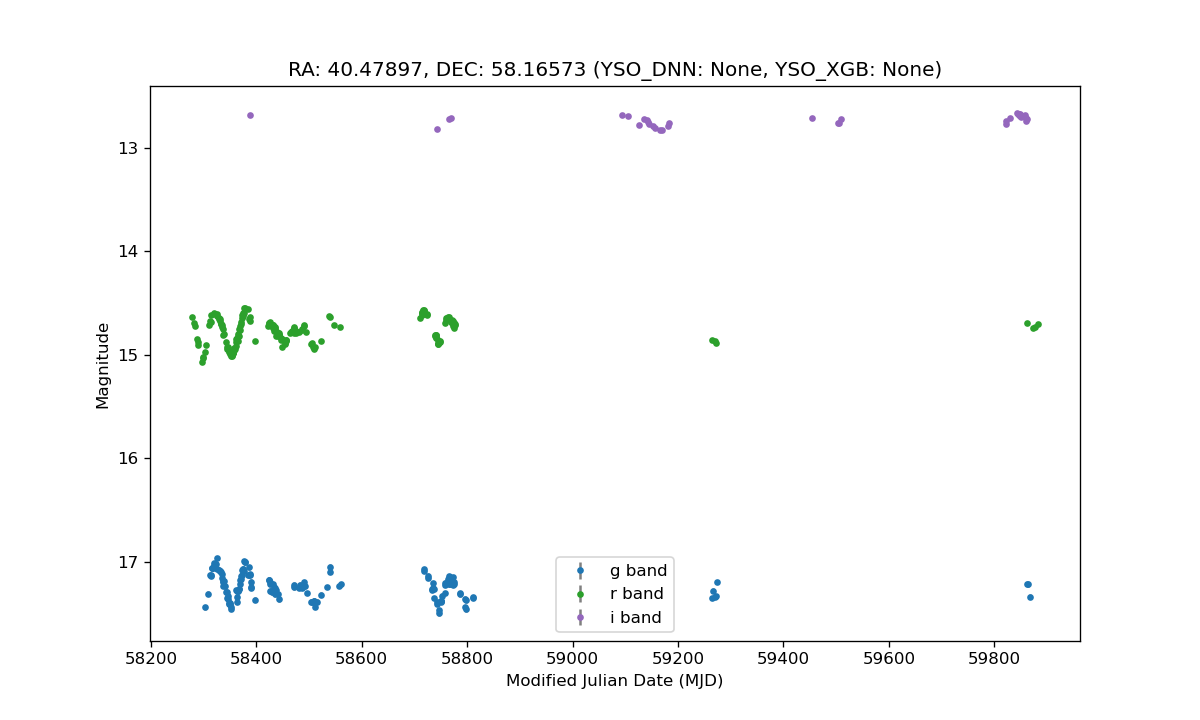 RA: 40.47897, DEC: 58.16573 (YSO_DNN: None, YSO_XGB: None)
Magnitude
13
14
15
16
17
g band
r band
i band
58200 58400 58600 58800 59000 59200 59400 59600 59800
Modified Julian Date (MJD)